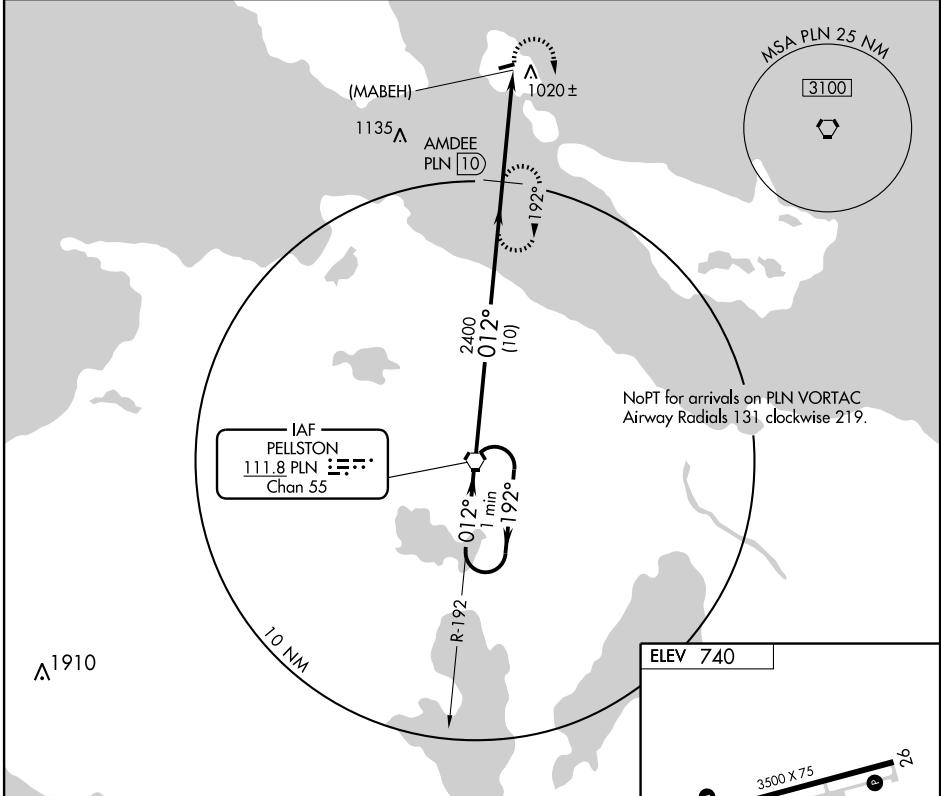 MSA PLN 25 NM
3100
(MABEH)
1020 ±
1135
AMDEE
PLN 10
192°
2400
012°
(10)
NoPT for arrivals on PLN VORTAC
Airway Radials 131 clockwise 219.
IAF
PELLSTON
111.8 PLN
Chan 55
012°
1 min
192°
R-192
10 NM
1910
ELEV 740
3500 X 75
26
P